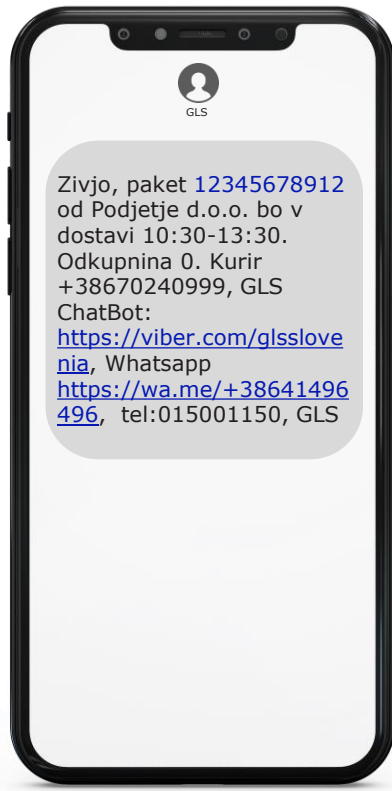 GLS
Zivjo, paket 12345678912
od Podjetje d.o.o. bo v
dostavi 10:30-13:30.
Odkupnina 0. Kurir
+38670240999, GLS
ChatBot:
https://viber.com/glsslove
nia, Whatsapp
https://wa.me/+38641496
496,  tel:015001150, GLS